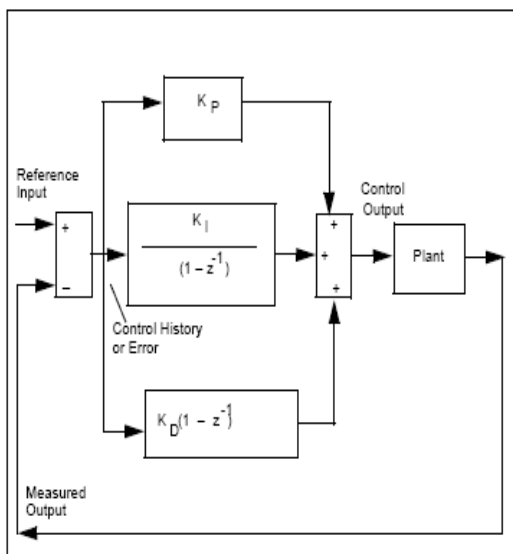 K P
Reference
Input
Control
Output
+
K I
(1 – z-1)
+
+
+
Plant
–
Control History
or Error
K D(1 – z-1
Measured
Output